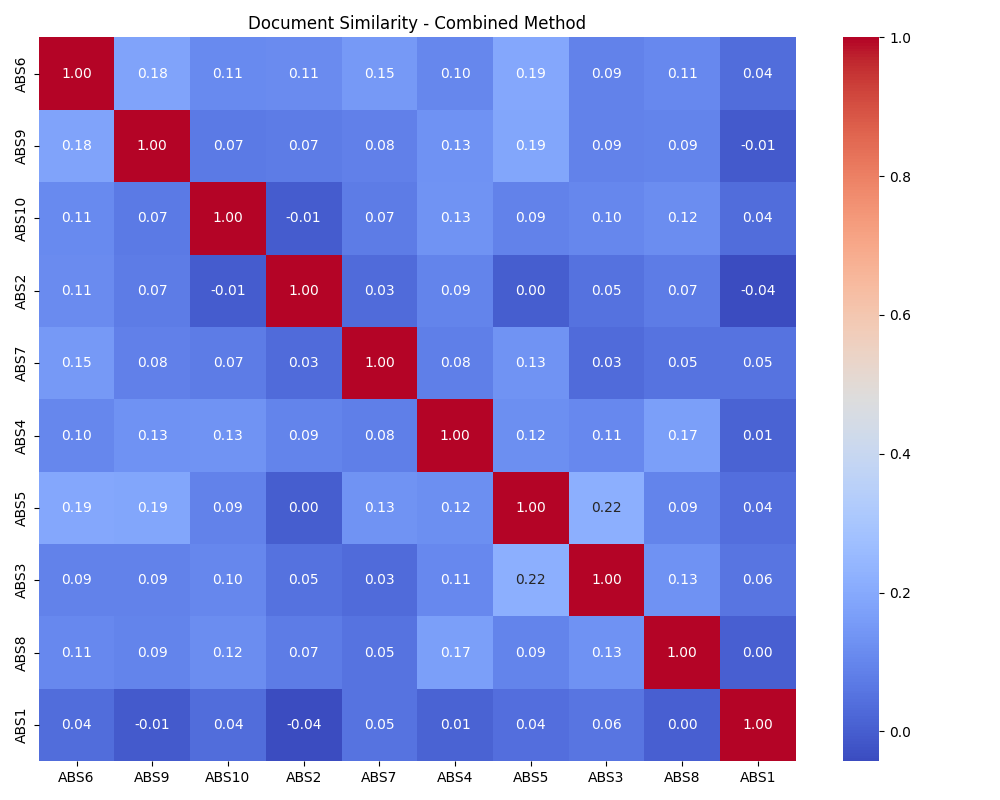 Document Similarity - Combined Method
ABS6 1.00 0.18 0.11 0.11 0.15 0.10 0.19 0.09 0.11 0.04
ABS9 0.18 1.00 0.07 0.07 0.08 0.13 0.19 0.09 0.09 -0.01
ABS10 0.11 0.07 1.00 -0.01 0.07 0.13 0.09 0.10 0.12 0.04
ABS2 0.11 0.07 -0.01 1.00 0.03 0.09 0.00 0.05 0.07 -0.04
ABS7 0.15 0.08 0.07 0.03 1.00 0.08 0.13 0.03 0.05 0.05
ABS4 0.10 0.13 0.13 0.09 0.08 1.00 0.12 0.11 0.17 0.01
ABS5 0.19 0.19 0.09 0.00 0.13 0.12 1.00 0.22 0.09 0.04
ABS3 0.09 0.09 0.10 0.05 0.03 0.11 0.22 1.00 0.13 0.06
ABS8 0.11 0.09 0.12 0.07 0.05 0.17 0.09 0.13 1.00 0.00
ABS1 0.04 -0.01 0.04 -0.04 0.05 0.01 0.04 0.06 0.00 1.00
ABS6 ABS9 ABS10 ABS2 ABS7 ABS4 ABS5 ABS3 ABS8 ABS1
1.0
0.8
0.6
0.4
0.2
0.0